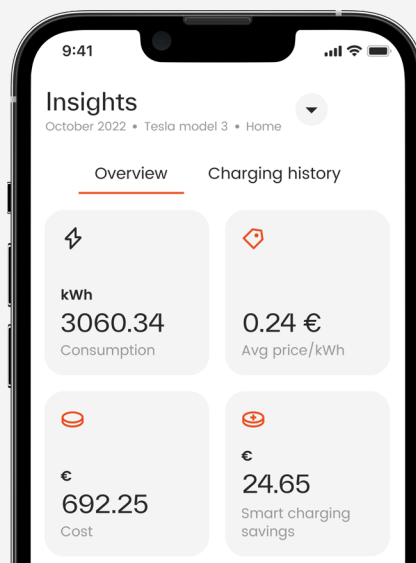 9:41
Insights
October 2022 • Tesla model 3 • Home
Overview
Charging history
kWh
3060.34
Consumption
0.24 €
Avg price/kWh
€
692.25
Cost
€
24.65
Smart charging
savings